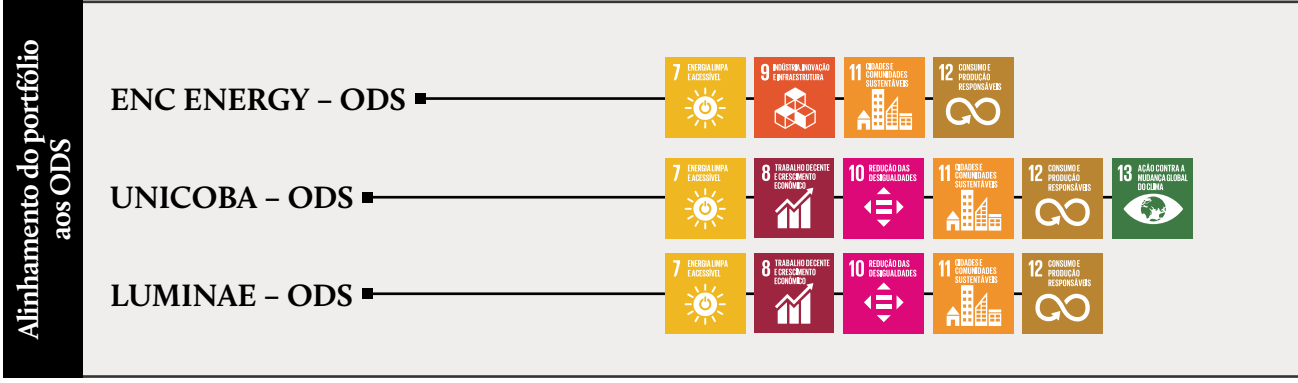 Alinhamento do portfólio
aos ODS
ENC ENERGY – ODS
7 ENERGIA LIMPA
E ACESSÍVEL
9 INDÚSTRIA, INOVAÇÃO
E INFRAESTRUTURA
11 CIDADES E
COMUNIDADES
SUSTENTÁVEIS
12 CONSUMO E
PRODUÇÃO
RESPONSÁVEIS
UNICOBA – ODS
7 ENERGIA LIMPA
E ACESSÍVEL
8 TRABALHO DECENTE
E CRESCIMENTO
ECONÔMICO
10 REDUÇÃO DAS
DESIGUALDADES
11 CIDADES E
COMUNIDADES
SUSTENTÁVEIS
12 CONSUMO E
PRODUÇÃO
RESPONSÁVEIS
13 AÇÃO CONTRA A
MUDANÇA GLOBAL
DO CLIMA
LUMINAE – ODS
7 ENERGIA LIMPA
E ACESSÍVEL
8 TRABALHO DECENTE
E CRESCIMENTO
ECONÔMICO
10 REDUÇÃO DAS
DESIGUALDADES
11 CIDADES E
COMUNIDADES
SUSTENTÁVEIS
12 CONSUMO E
PRODUÇÃO
RESPONSÁVEIS